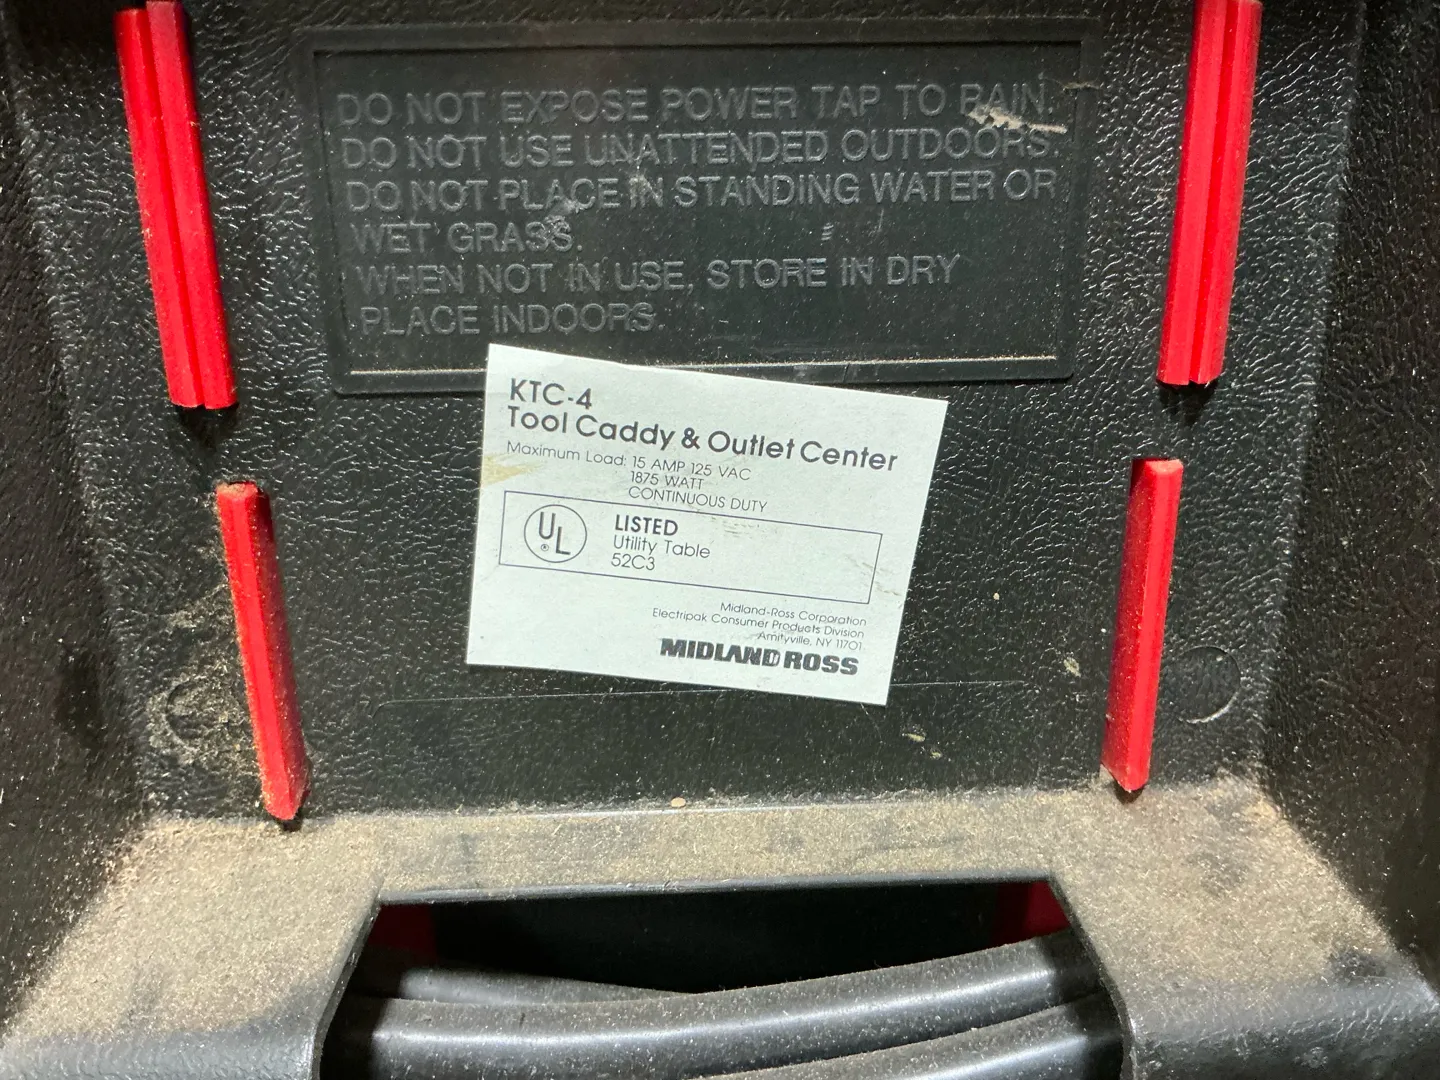 DO NOT EXPOSE POWER TAP TO RAIN.
DO NOT USE UNATTENDED OUTDOORS.
DO NOT PLACE IN STANDING WATER OR
WET GRASS.
WHEN NOT IN USE, STORE IN DRY
PLACE INDOORS.
KTC-4
Tool Caddy & Outlet Center
Maximum Load: 15 AMP 125 VAC
1875 WATT
CONTINUOUS DUTY
UL
®
LISTED
Utility Table
52C3
Midland-Ross Corporation
Electripak Consumer Products Division
Amityville, NY 11701
MIDLAND ROSS